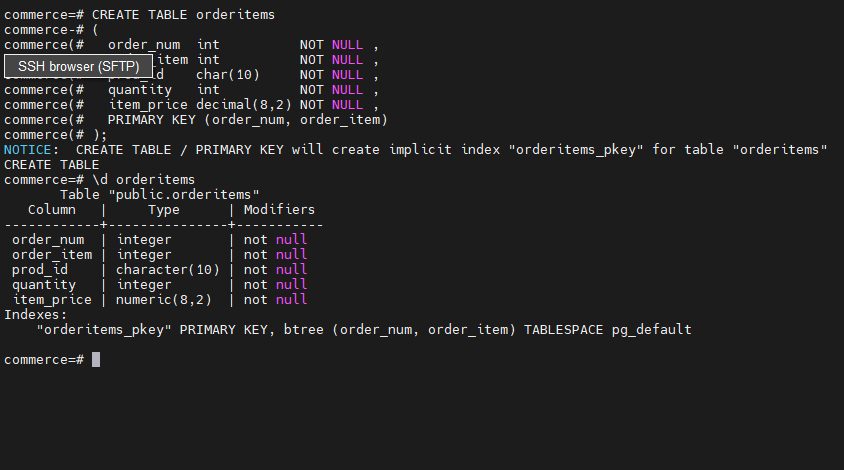 commerce=# CREATE TABLE orderitems
commerce-# (
commerce(#   order_num  int          NOT NULL ,
_item int          NOT NULL ,
SSH browser (SFTP)
char(10)     NOT NULL ,
commerce(#   quantity   int          NOT NULL ,
commerce(#   item_price decimal(8,2) NOT NULL ,
commerce(#   PRIMARY KEY (order_num, order_item)
commerce(# );
NOTICE:  CREATE TABLE / PRIMARY KEY will create implicit index "orderitems_pkey" for table "orderitems"
CREATE TABLE
commerce=# \d orderitems
       Table "public.orderitems"
   Column   |     Type      | Modifiers
------------+---------------+-----------
 order_num  | integer       | not null
 order_item | integer       | not null
 prod_id    | character(10) | not null
 quantity   | integer       | not null
 item_price | numeric(8,2)  | not null
Indexes:
    "orderitems_pkey" PRIMARY KEY, btree (order_num, order_item) TABLESPACE pg_default
commerce=#